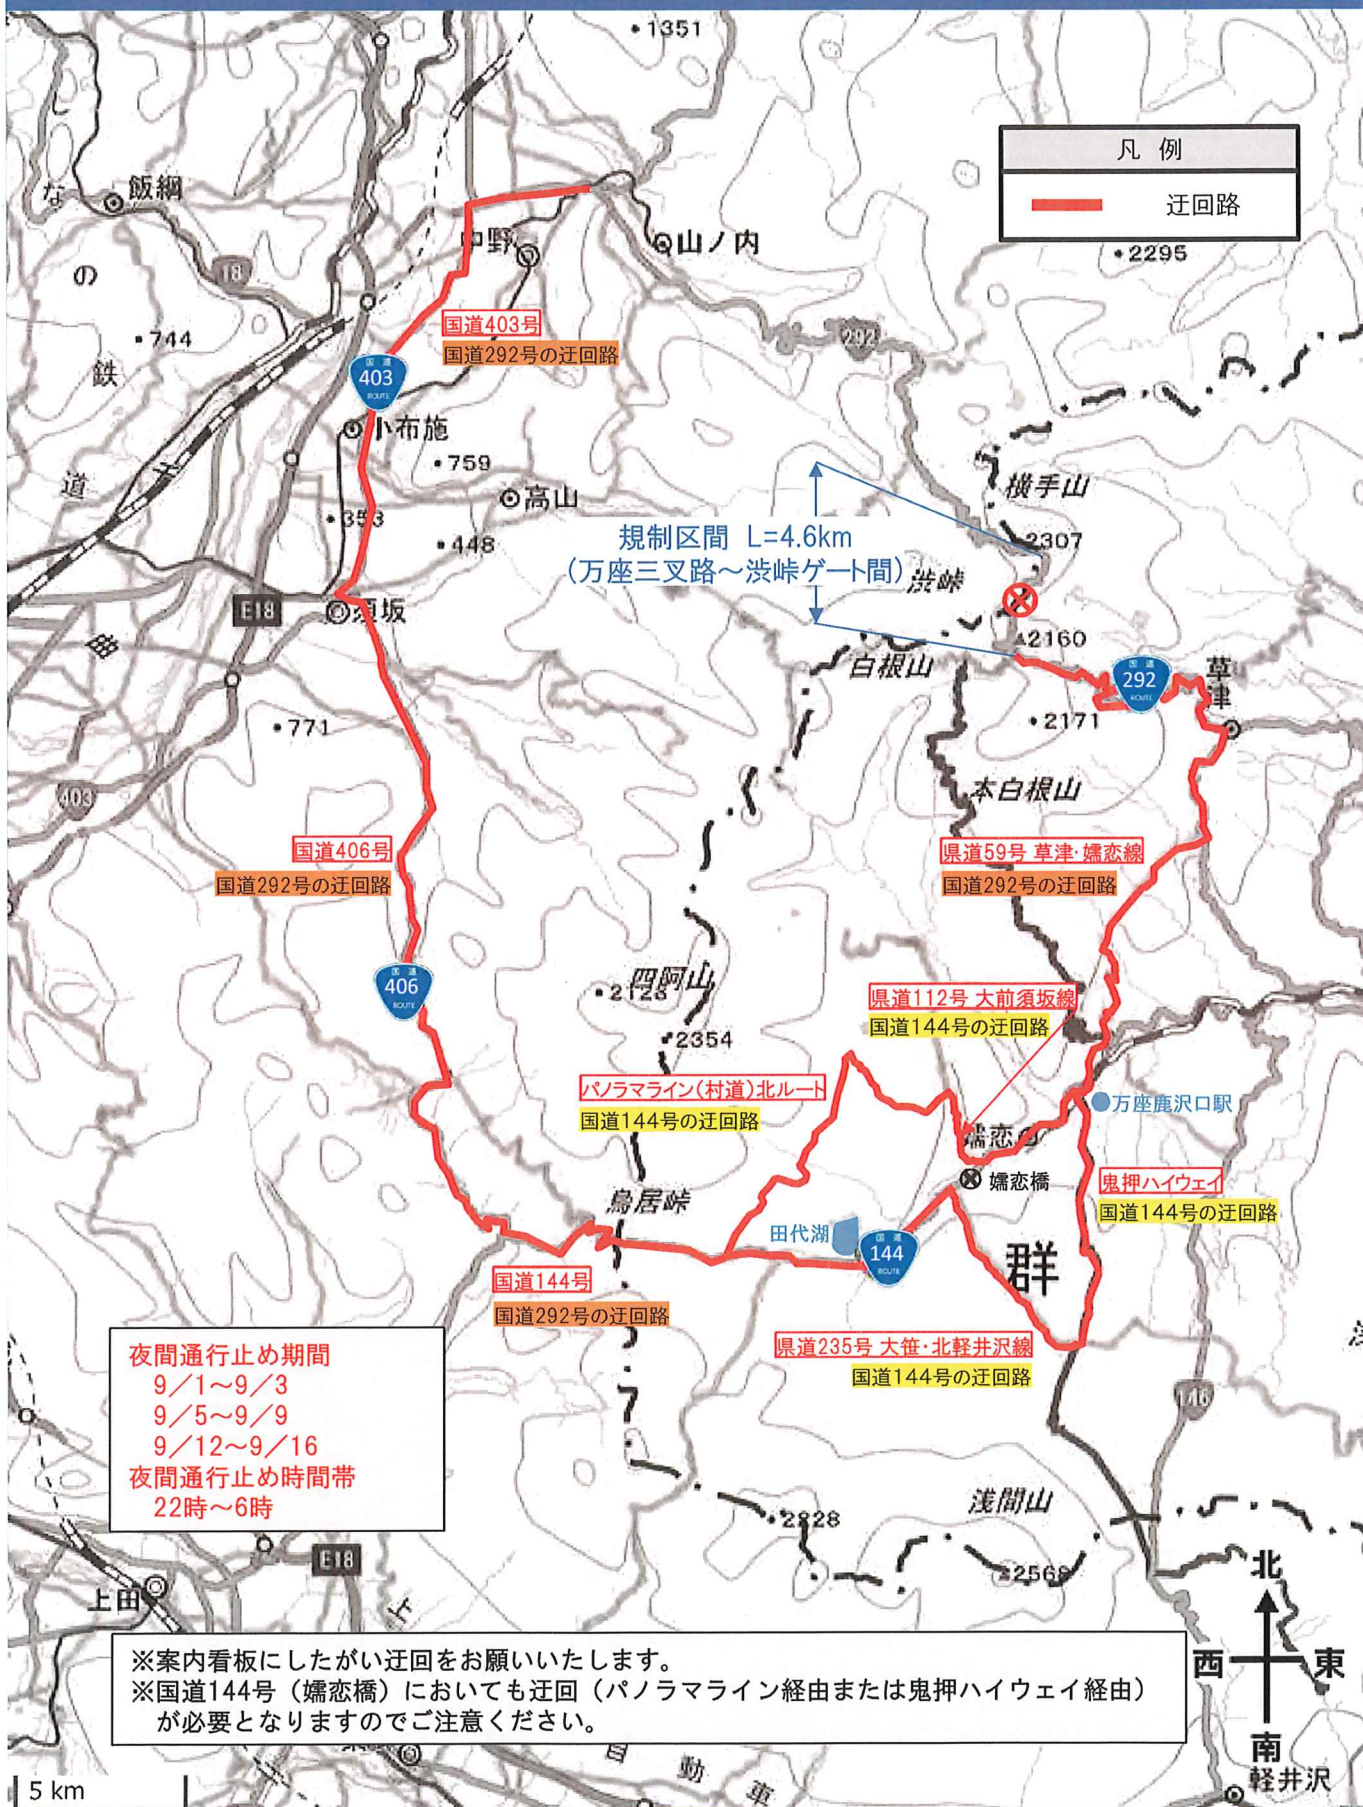 1351
凡 例
迂回路
な
飯綱
の
744
鉄
道
18
中野
山ノ内
2295
国道403号
国道292号の迂回路
国道
403
ROUTE
292
小布施
759
高山
353
448
横手山
2307
規制区間 L=4.6km
(万座三叉路～渋峠ゲート間)
渋峠
E18
須坂
曲
2160
白根山
国道
292
ROUTE
草津
2171
771
403
本白根山
国道406号
国道292号の迂回路
県道59号 草津・嬬恋線
国道292号の迂回路
国道
406
ROUTE
四阿山
2354
県道112号 大前須坂線
国道144号の迂回路
パノラマライン(村道)北ルート
国道144号の迂回路
万座鹿沢口駅
嬬恋
嬬恋橋
鬼押ハイウェイ
国道144号の迂回路
鳥居峠
田代湖
国道
144
ROUTE
群
国道144号
国道292号の迂回路
県道235号 大笹・北軽井沢線
国道144号の迂回路
146
夜間通行止め期間
9／1～9／3
9／5～9／9
9／12～9／16
夜間通行止め時間帯
22時～6時
浅間山
2228
2568
E18
上田
上
※案内看板にしたがい迂回をお願いいたします。
※国道144号（嬬恋橋）においても迂回（パノラマライン経由または鬼押ハイウェイ経由）
が必要となりますのでご注意ください。
北
西
東
南
軽井沢
動
車
5 km